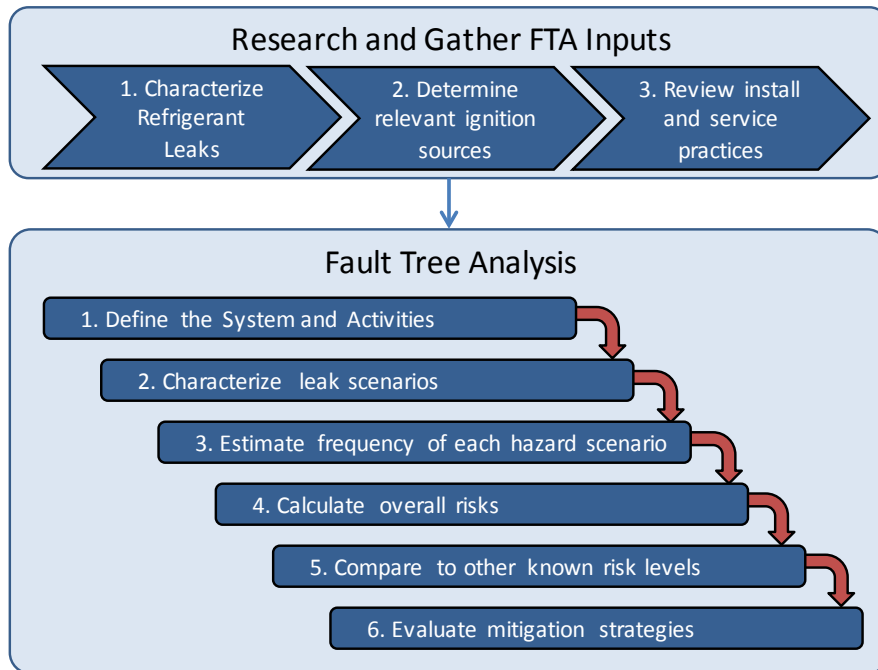 Research and Gather FTA Inputs
1. Characterize
Refrigerant
Leaks
2. Determine
relevant ignition
sources
3. Review install
and service
practices
Fault Tree Analysis
1. Define the System and Activities
2. Characterize leak scenarios
3. Estimate frequency of each hazard scenario
4. Calculate overall risks
5. Compare to other known risk levels
6. Evaluate mitigation strategies